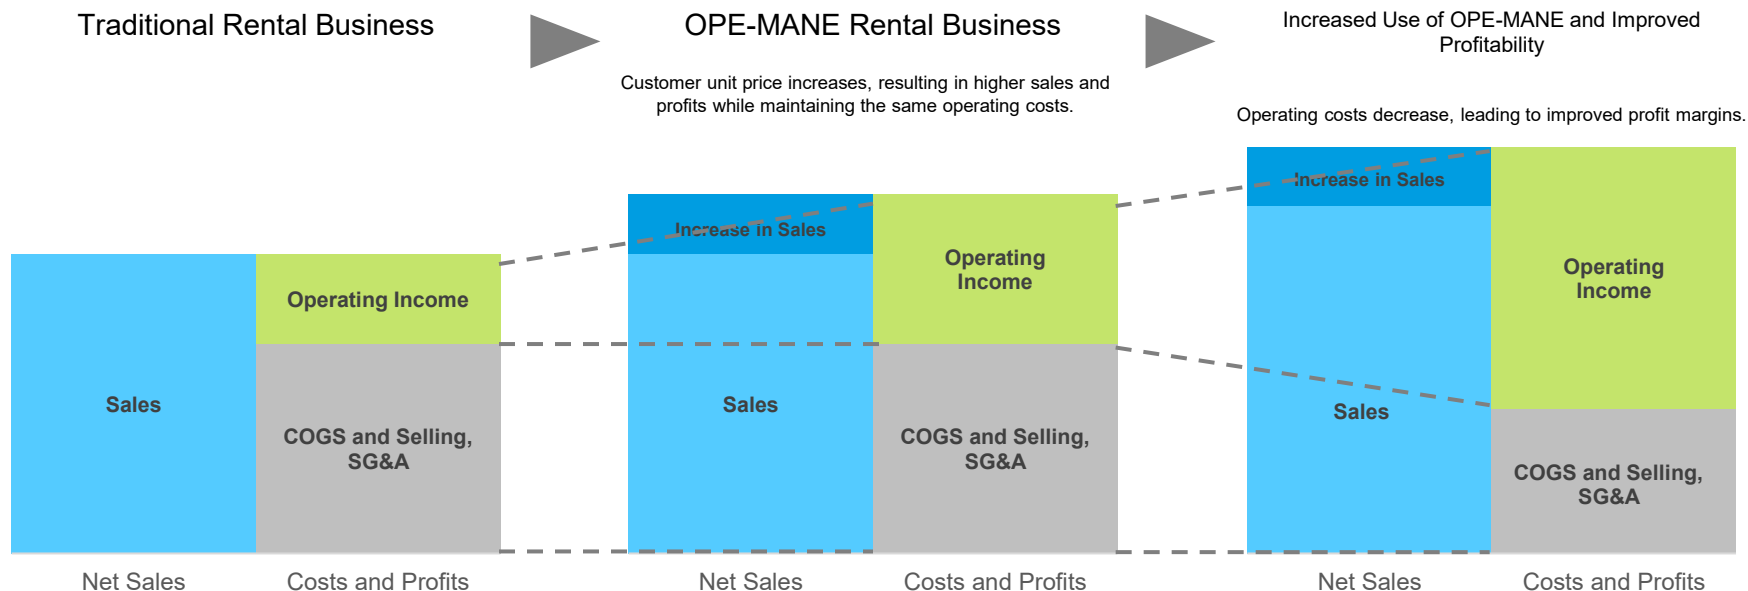 Traditional Rental Business
OPE-MANE Rental Business
Customer unit price increases, resulting in higher sales and
profits while maintaining the same operating costs.
Increased Use of OPE-MANE and Improved
Profitability
Operating costs decrease, leading to improved profit margins.
Sales
Operating Income
COGS and Selling,
SG&A
Net Sales
Costs and Profits
Increase in Sales
Sales
Operating
Income
COGS and Selling,
SG&A
Net Sales
Costs and Profits
Increase in Sales
Sales
Operating
Income
COGS and Selling,
SG&A
Net Sales
Costs and Profits